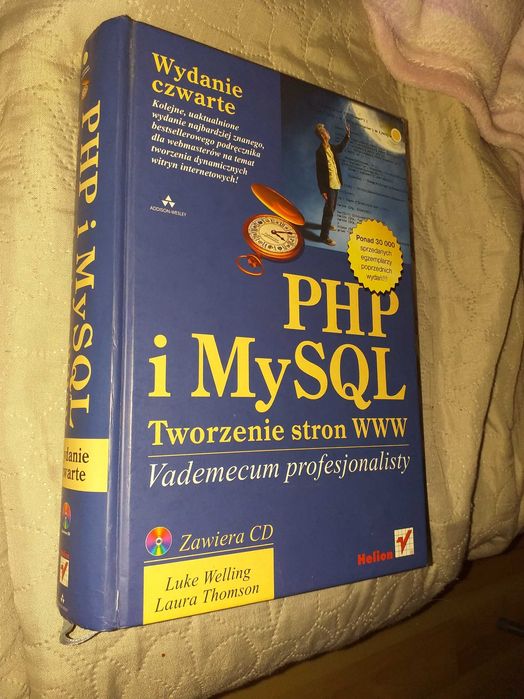 Wydanie
czwarte
Kolejne, uaktualnione
wydanie najbardziej znanego,
bestsellerowego podręcznika
dla webmasterów na temat
tworzenia dynamicznych
witryn internetowych!
ADDISON-WESLEY
Ponad 30 000
sprzedanych
egzemplarzy
poprzednich
wydań!!!
PHP
i MySQL
Tworzenie stron WWW
Vademecum profesjonalisty
Zawiera CD
Helion
Luke Welling
Laura Thomson
PHP i MySQL